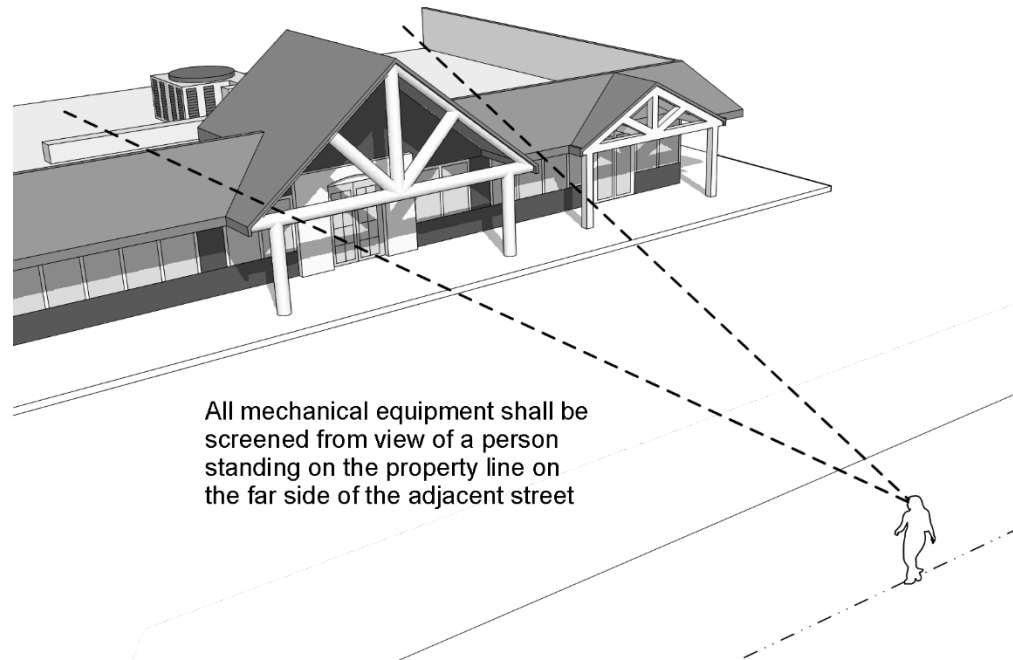 All mechanical equipment shall be
screened from view of a person
standing on the property line on
the far side of the adjacent street